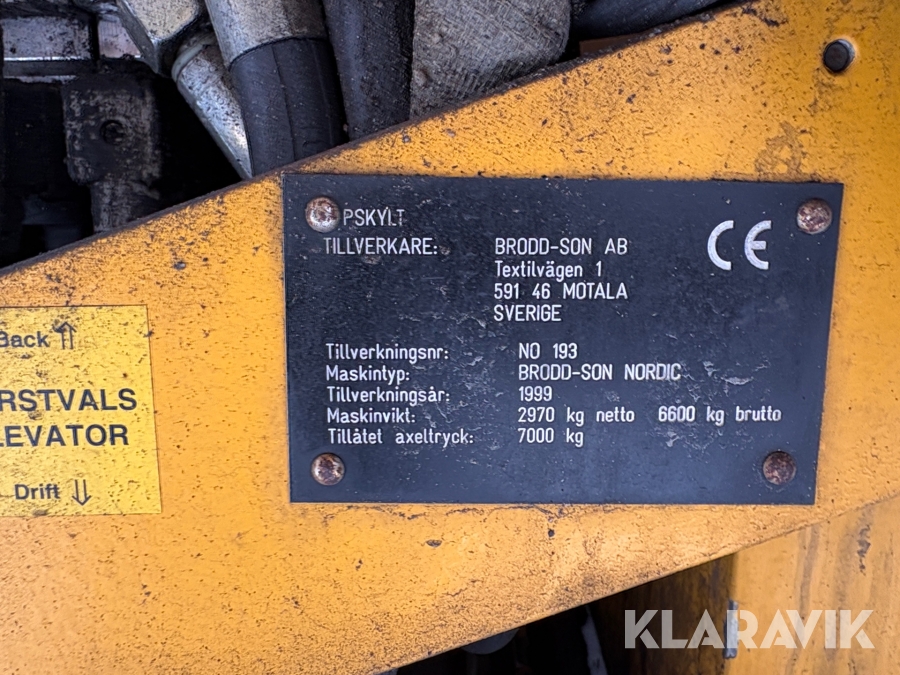 PSKYLT
TILLVERKARE: BRODD-SON AB
Textilvägen 1
591 46 MOTALA
SVERIGE
CE
Tillverkningsnr: NO 193
Maskintyp: BRODD-SON NORDIC
Tillverkningsår: 1999
Maskinvikt: 2970 kg netto 6600 kg brutto
Tillåtet axeltryck: 7000 kg
Back ⇑
RSTVALS
LEVATOR
Drift ⇓
KLARAVIK